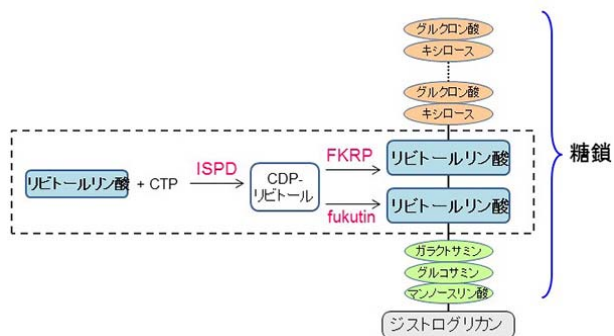 グルクロン酸
キシロース
グルクロン酸
キシロース
糖鎖
リビトールリン酸 + CTP
ISPD
CDP-
リビトール
FKRP
fukutin
リビトールリン酸
リビトールリン酸
ガラクトサミン
グルコサミン
マンノースリン酸
ジストログリカン